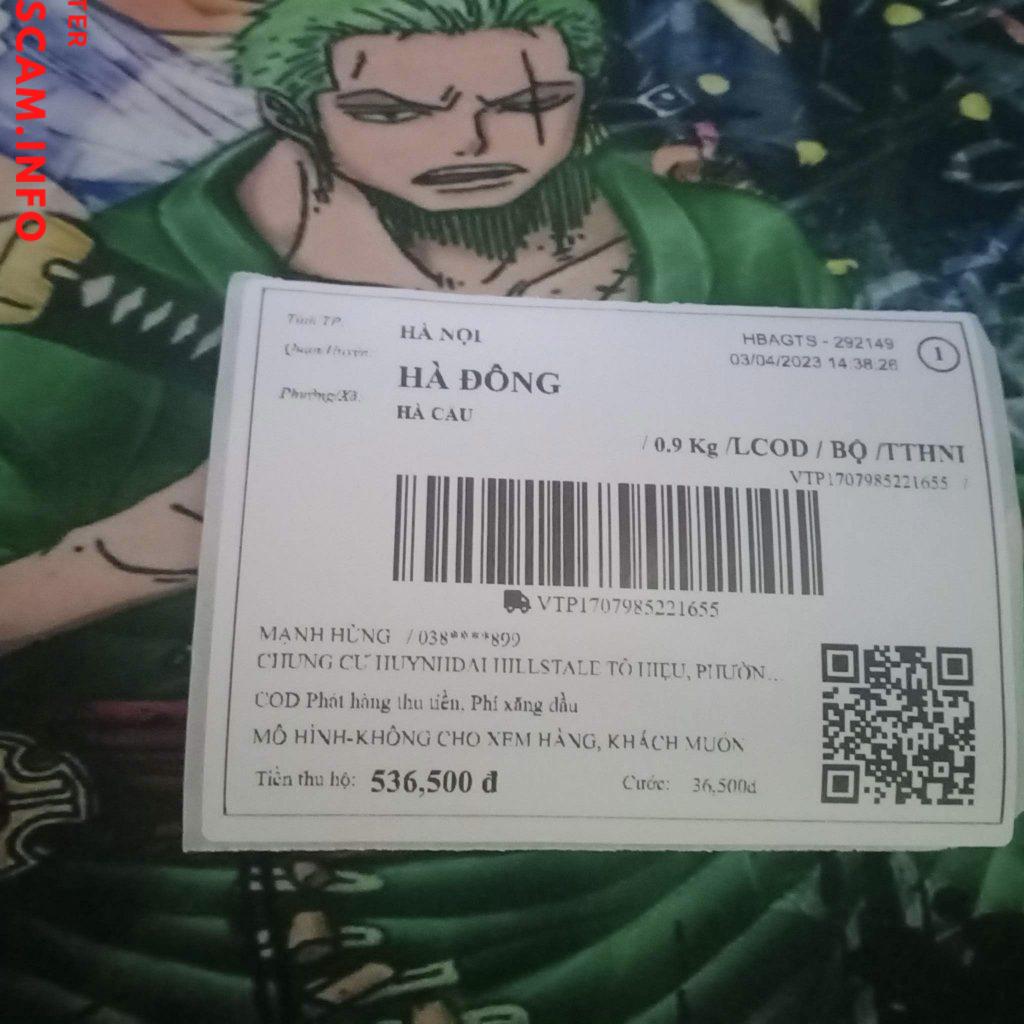 TER
SCAM.INFO
Tỉnh/TP: HÀ NỘI
Quận/Huyện: HÀ ĐÔNG
Phường/Xã: HÀ CẦU
HBAGTS - 292149
03/04/2023 14:38:26
1
/ 0.9 Kg /LCOD / BỘ /TTHNI
VTP1707985221655 /
VTP1707985221655
MẠNH HÙNG / 038****899
CHUNG CƯ HUYNHDAI HILLSTALE TÔ HIỆU, PHƯỜN...
COD Phát hàng thu tiền, Phí xăng dầu
MÔ HÌNH-KHÔNG CHO XEM HÀNG, KHÁCH MUỐN
Tiền thu hộ: 536,500 đ Cước: 36,500đ